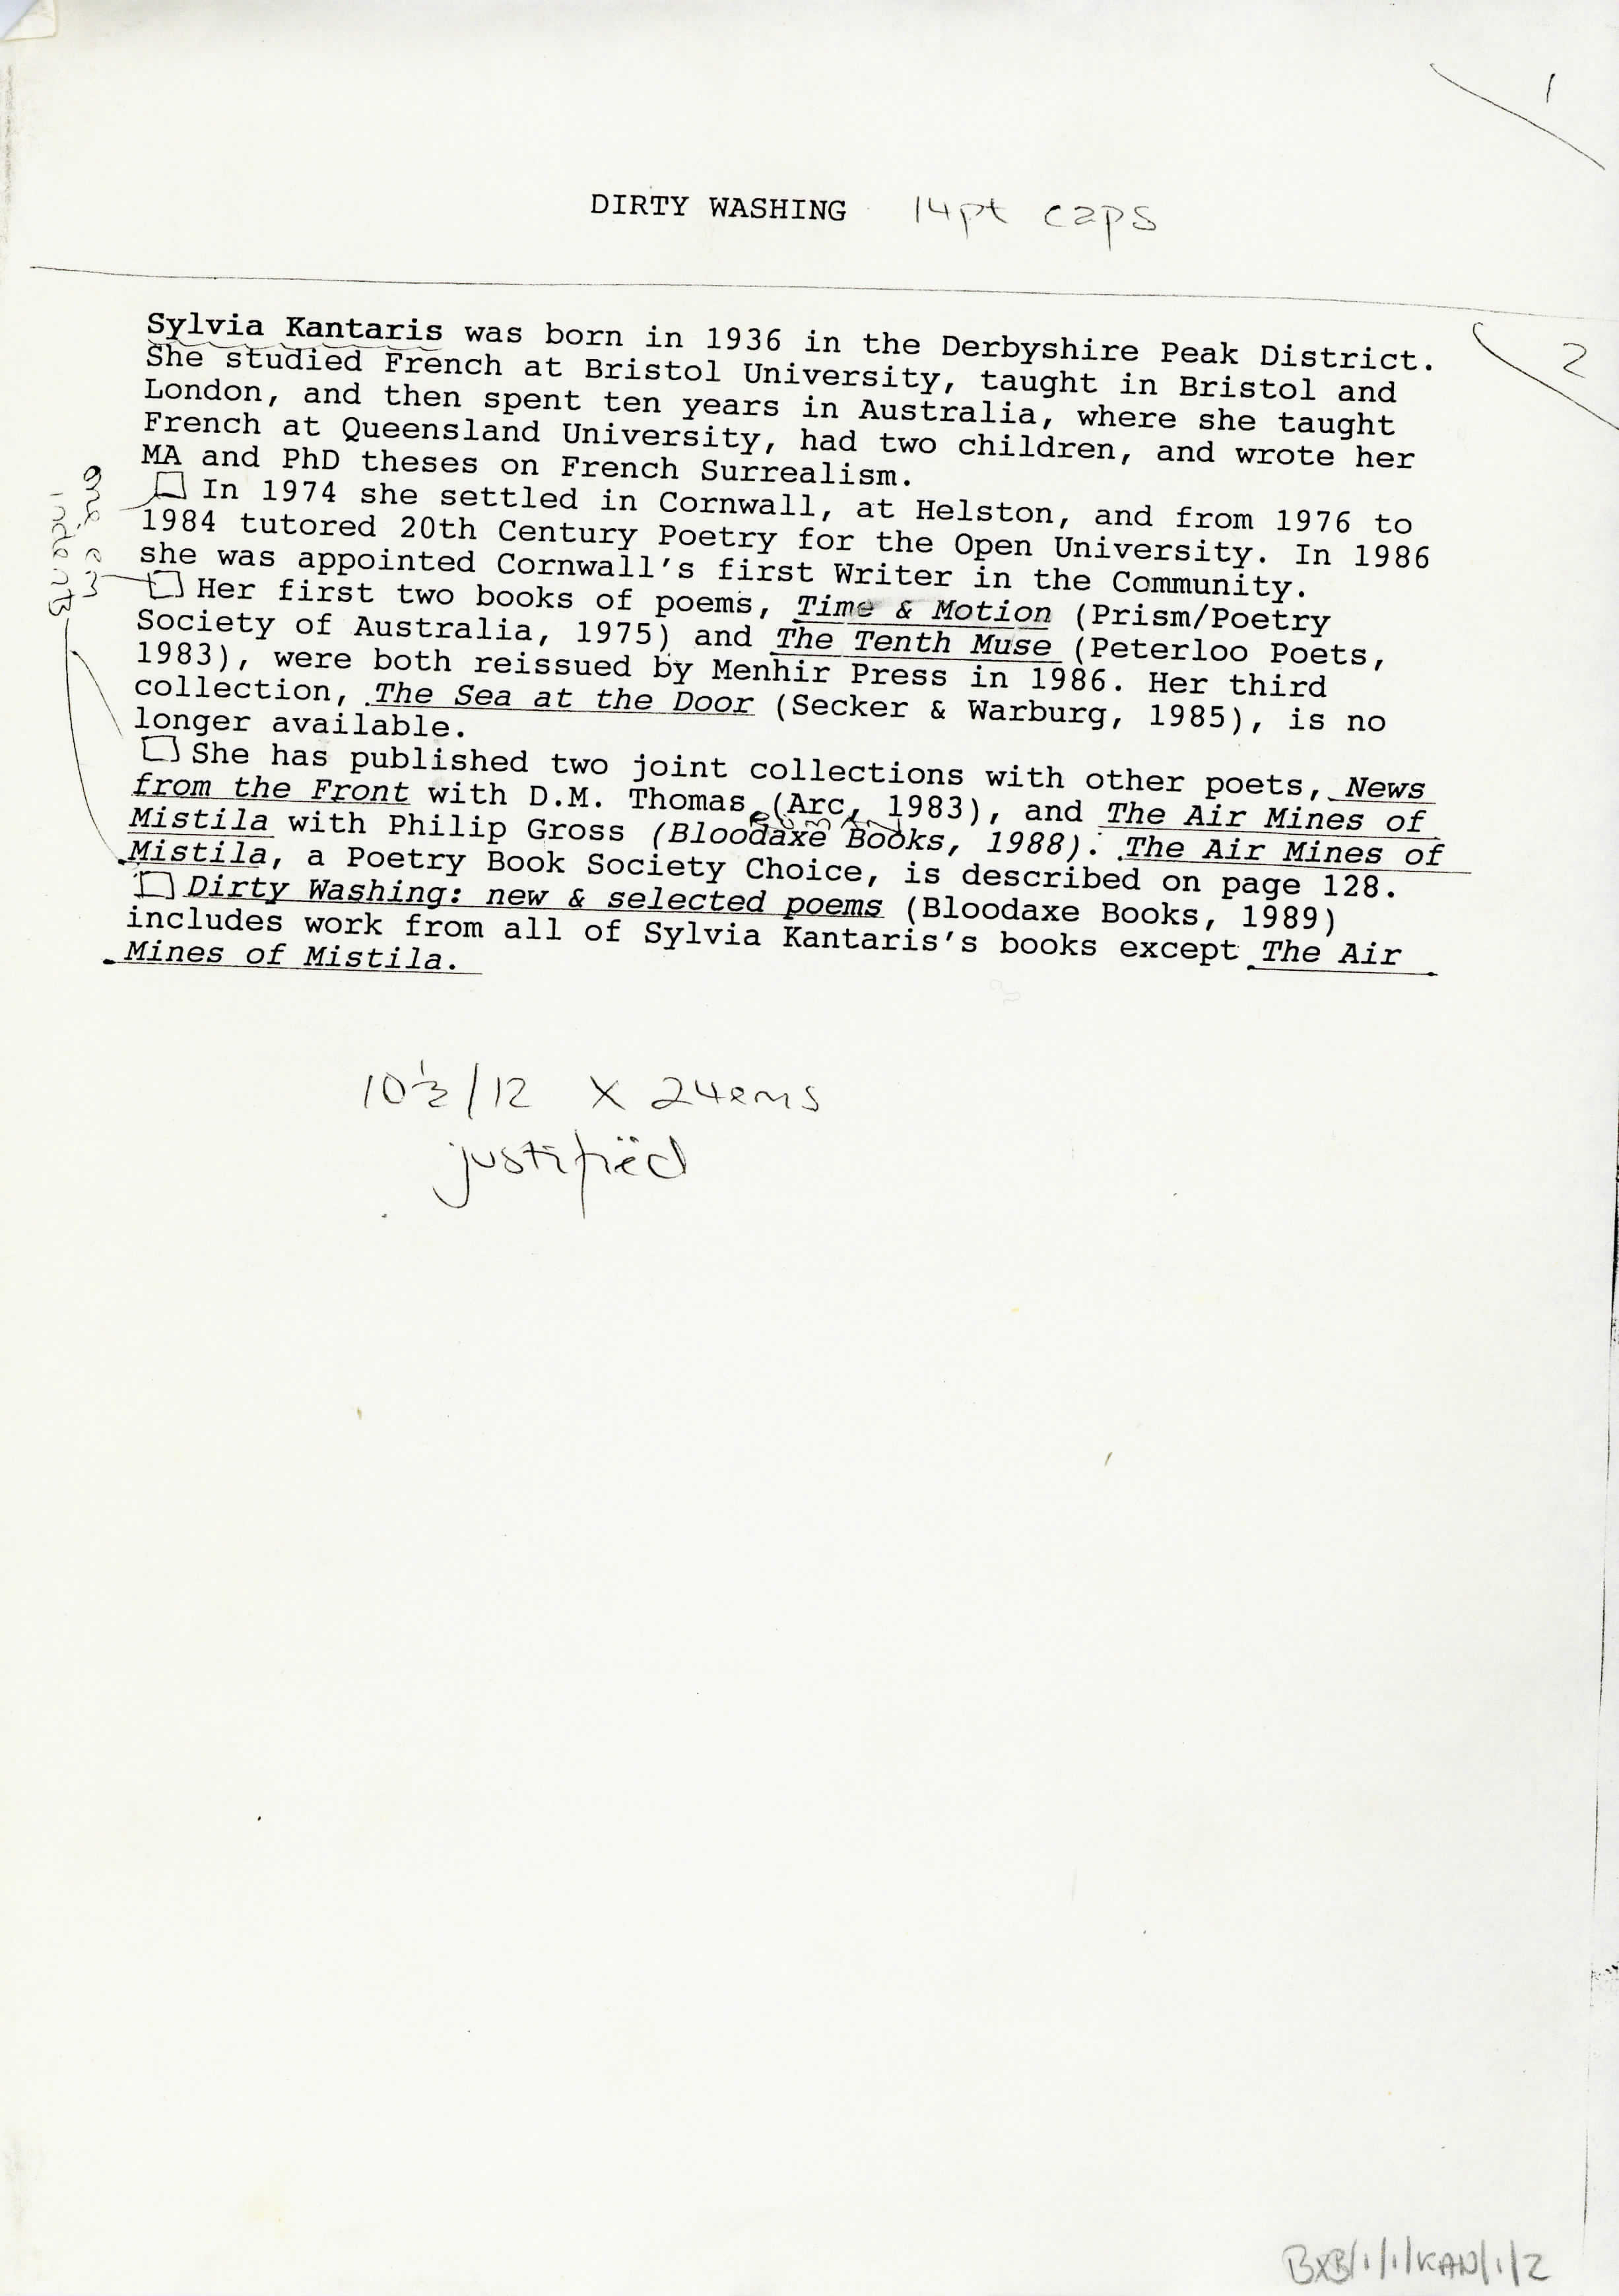 1
DIRTY WASHING 14pt caps
2
Sylvia Kantaris was born in 1936 in the Derbyshire Peak District.
She studied French at Bristol University, taught in Bristol and
London, and then spent ten years in Australia, where she taught
French at Queensland University, had two children, and wrote her
MA and PhD theses on French Surrealism.
In 1974 she settled in Cornwall, at Helston, and from 1976 to
1984 tutored 20th Century Poetry for the Open University. In 1986
she was appointed Cornwall's first Writer in the Community.
one em
indents
Her first two books of poems, Time & Motion (Prism/Poetry
Society of Australia, 1975) and The Tenth Muse (Peterloo Poets,
1983), were both reissued by Menhir Press in 1986. Her third
collection, The Sea at the Door (Secker & Warburg, 1985), is no
longer available.
She has published two joint collections with other poets, News
from the Front with D.M. Thomas (Arc, 1983), and The Air Mines of
Mistila with Philip Gross (Bloodaxe Books, 1988). The Air Mines of
Mistila, a Poetry Book Society Choice, is described on page 128.
Dirty Washing: new & selected poems (Bloodaxe Books, 1989)
includes work from all of Sylvia Kantaris's books except The Air
Mines of Mistila.
10½/12 X 24ems
justified
BXB/1/1/KAN/1/2